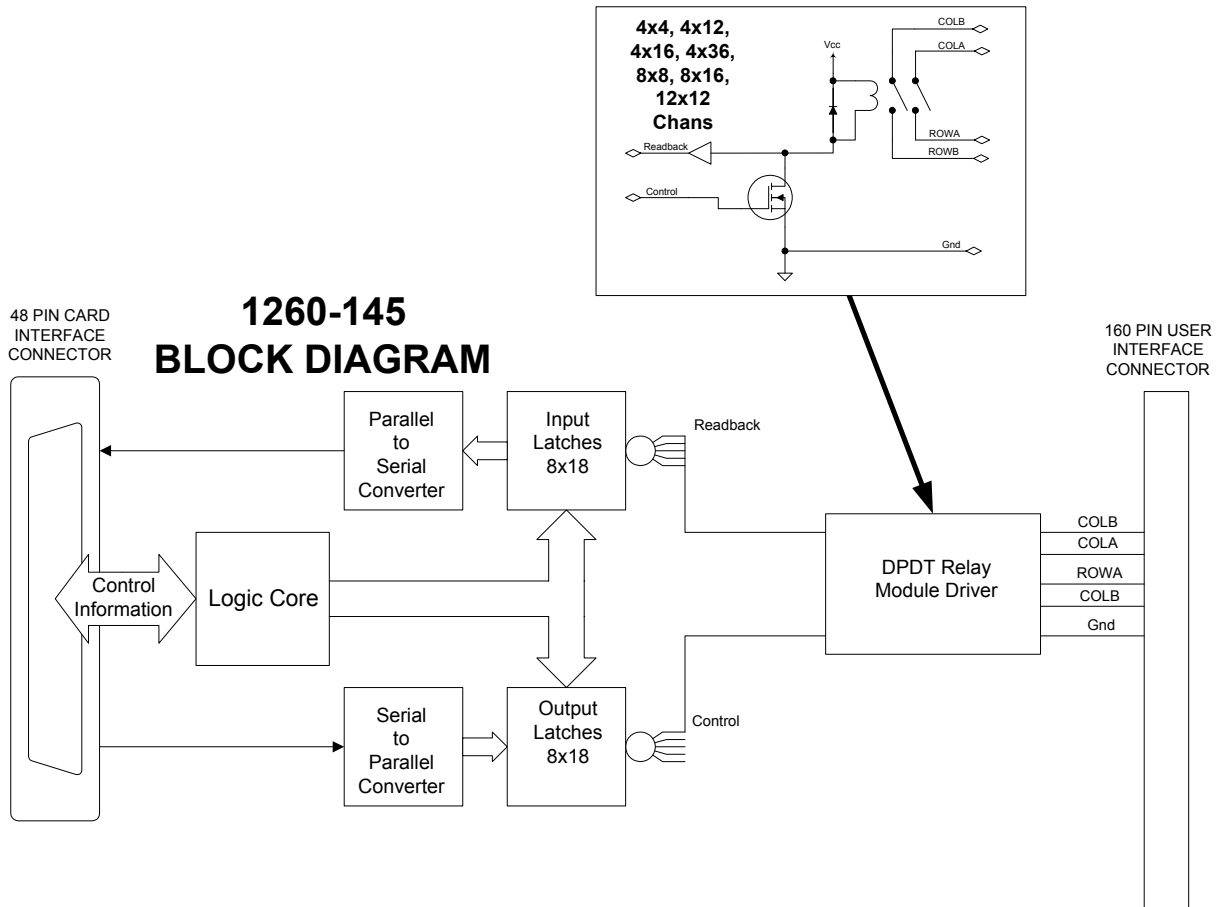 4x4, 4x12,
4x16, 4x36,
8x8, 8x16,
12x12
Chans
Vcc
COLB
COLA
ROWA
ROWB
Readback
Control
Gnd
1260-145
BLOCK DIAGRAM
48 PIN CARD
INTERFACE
CONNECTOR
160 PIN USER
INTERFACE
CONNECTOR
Parallel
to
Serial
Converter
Input
Latches
8x18
Readback
Control
Information
Logic Core
DPDT Relay
Module Driver
COLB
COLA
ROWA
COLB
Gnd
Serial
to
Parallel
Converter
Output
Latches
8x18
Control